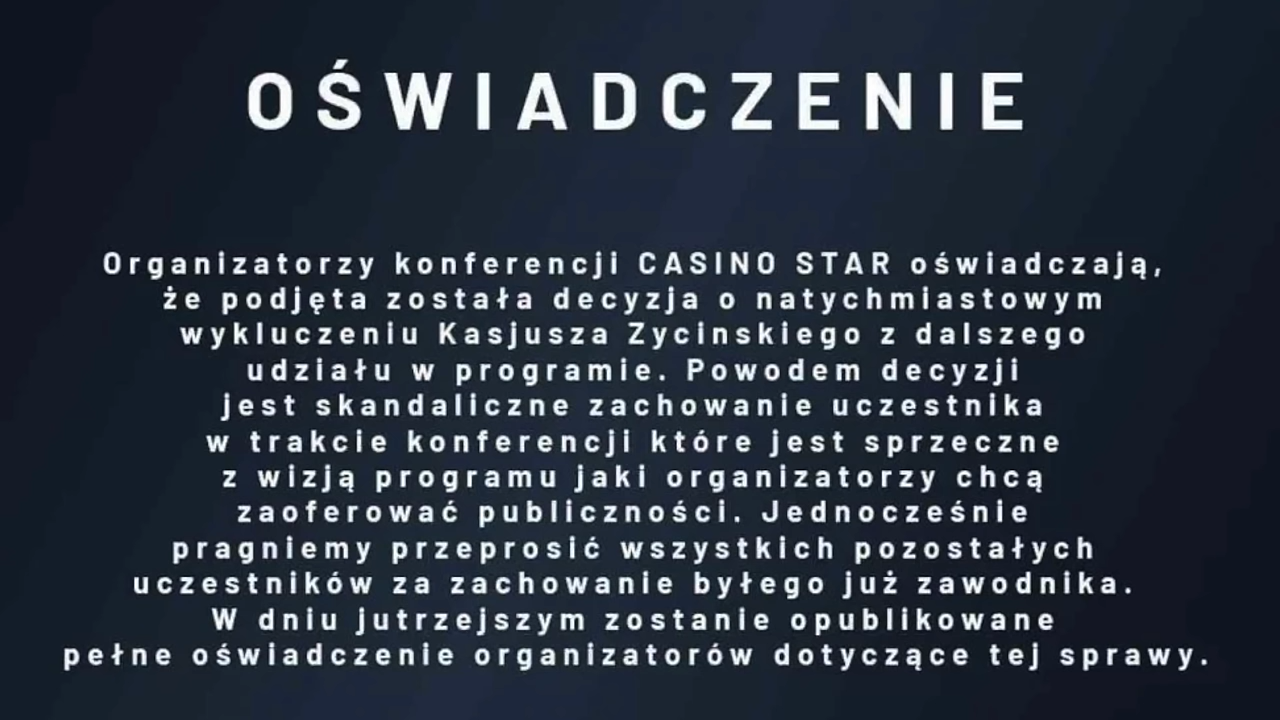 OŚWIADCZENIE
Organizatorzy konferencji CASINO STAR oświadczają,
że podjęta została decyzja o natychmiastowym
wykluczeniu Kasjusza Zycinskiego z dalszego
udziału w programie. Powodem decyzji
jest skandaliczne zachowanie uczestnika
w trakcie konferencji które jest sprzeczne
z wizją programu jaki organizatorzy chcą
zaoferować publiczności. Jednocześnie
pragniemy przeprosić wszystkich pozostałych
uczestników za zachowanie byłego już zawodnika.
W dniu jutrzejszym zostanie opublikowane
pełne oświadczenie organizatorów dotyczące tej sprawy.